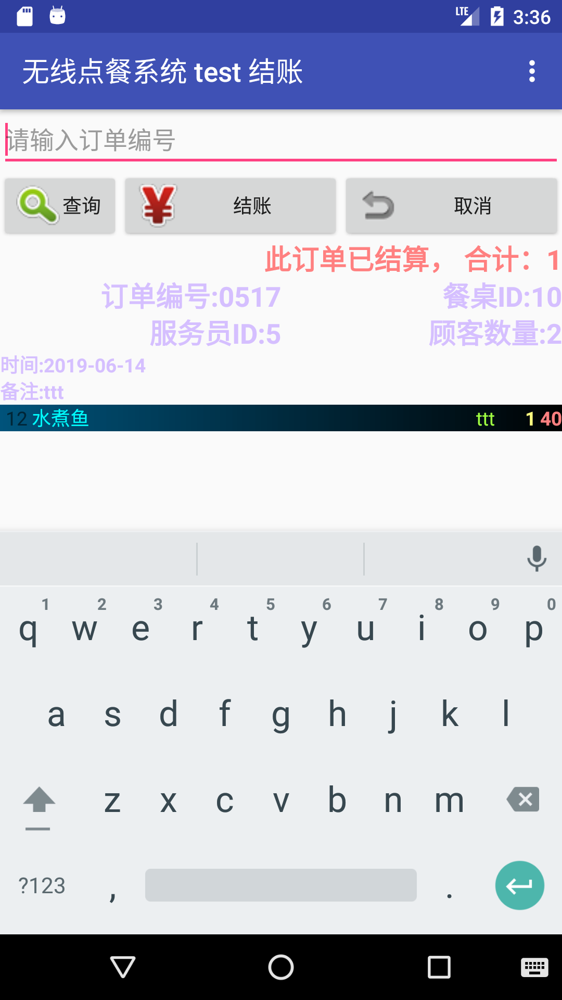 LTE 3:36
无线点餐系统 test 结账
请输入订单编号
查询 结账 取消
此订单已结算， 合计：1
订单编号:0517 餐桌ID:10
服务员ID:5 顾客数量:2
时间:2019-06-14
备注:ttt
12 水煮鱼 ttt 1 40
1 2 3 4 5 6 7 8 9 0
q w e r t y u i o p
a s d f g h j k l
z x c v b n m
?123 , .